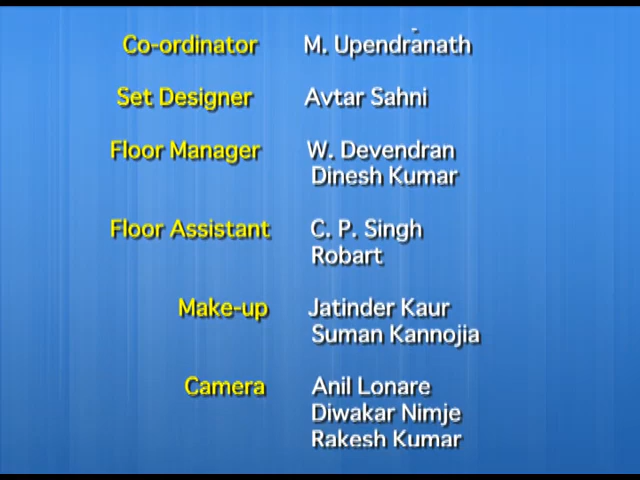 Co-ordinator M. Upendranath
Set Designer Avtar Sahni
Floor Manager W. Devendran
Dinesh Kumar
Floor Assistant C. P. Singh
Robart
Make-up Jatinder Kaur
Suman Kannojia
Camera Anil Lonare
Diwakar Nimje
Rakesh Kumar